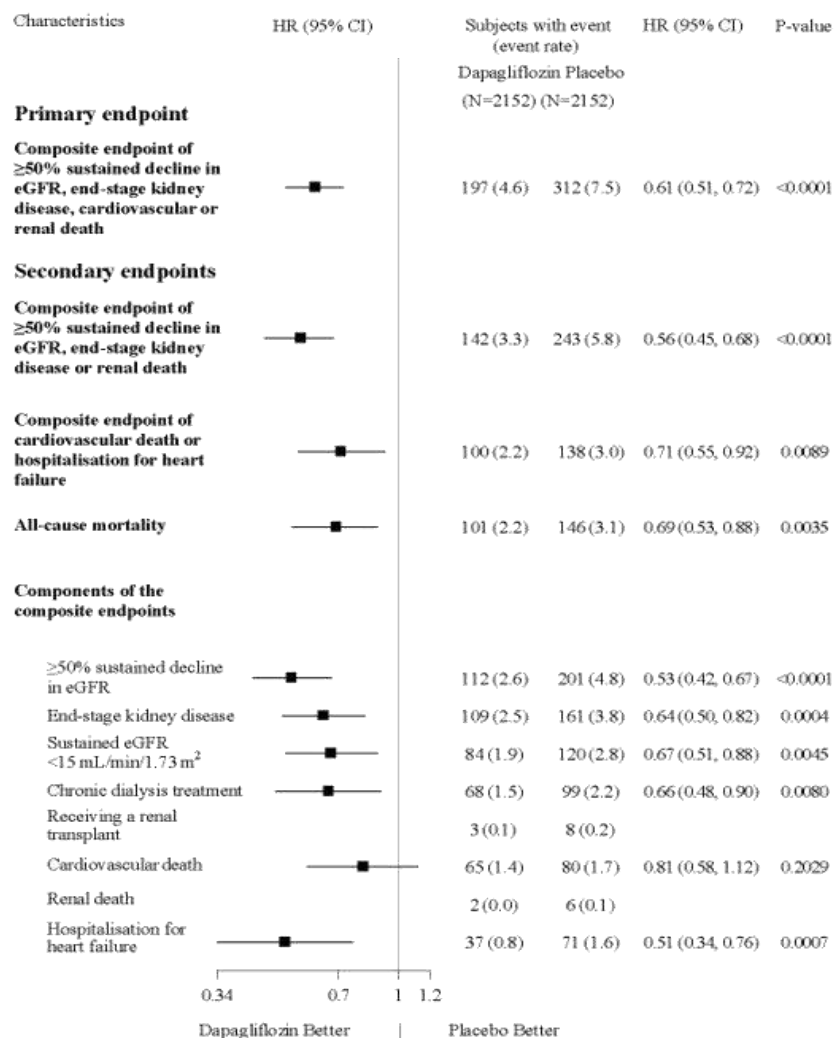 Characteristics HR (95% CI) Subjects with event HR (95% CI) P-value
(event rate)
Dapagliflozin Placebo
(N=2152) (N=2152)
Primary endpoint
Composite endpoint of
≥50% sustained decline in
eGFR, end-stage kidney 197 (4.6) 312 (7.5) 0.61 (0.51, 0.72) <0.0001
disease, cardiovascular or
renal death
Secondary endpoints
Composite endpoint of
≥50% sustained decline in
eGFR, end-stage kidney 142 (3.3) 243 (5.8) 0.56 (0.45, 0.68) <0.0001
disease or renal death
Composite endpoint of
cardiovascular death or
hospitalisation for heart 100 (2.2) 138 (3.0) 0.71 (0.55, 0.92) 0.0089
failure
All-cause mortality 101 (2.2) 146 (3.1) 0.69 (0.53, 0.88) 0.0035
Components of the
composite endpoints
≥50% sustained decline
in eGFR 112 (2.6) 201 (4.8) 0.53 (0.42, 0.67) <0.0001
End-stage kidney disease 109 (2.5) 161 (3.8) 0.64 (0.50, 0.82) 0.0004
Sustained eGFR
<15 mL/min/1.73 m² 84 (1.9) 120 (2.8) 0.67 (0.51, 0.88) 0.0045
Chronic dialysis treatment 68 (1.5) 99 (2.2) 0.66 (0.48, 0.90) 0.0080
Receiving a renal
transplant 3 (0.1) 8 (0.2)
Cardiovascular death 65 (1.4) 80 (1.7) 0.81 (0.58, 1.12) 0.2029
Renal death 2 (0.0) 6 (0.1)
Hospitalisation for
heart failure 37 (0.8) 71 (1.6) 0.51 (0.34, 0.76) 0.0007
0.34 0.7 1 1.2
Dapagliflozin Better | Placebo Better